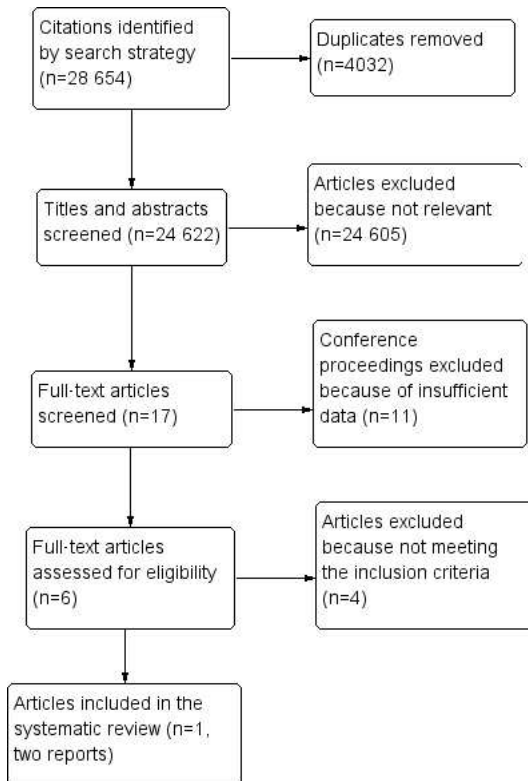 Citations identified
by search strategy
(n=28 654)
Duplicates removed
(n=4032)
Titles and abstracts
screened (n=24 622)
Articles excluded
because not relevant
(n=24 605)
Full-text articles
screened (n=17)
Conference
proceedings excluded
because of insufficient
data (n=11)
Full-text articles
assessed for eligibility
(n=6)
Articles excluded
because not meeting
the inclusion criteria
(n=4)
Articles included in the
systematic review (n=1,
two reports)